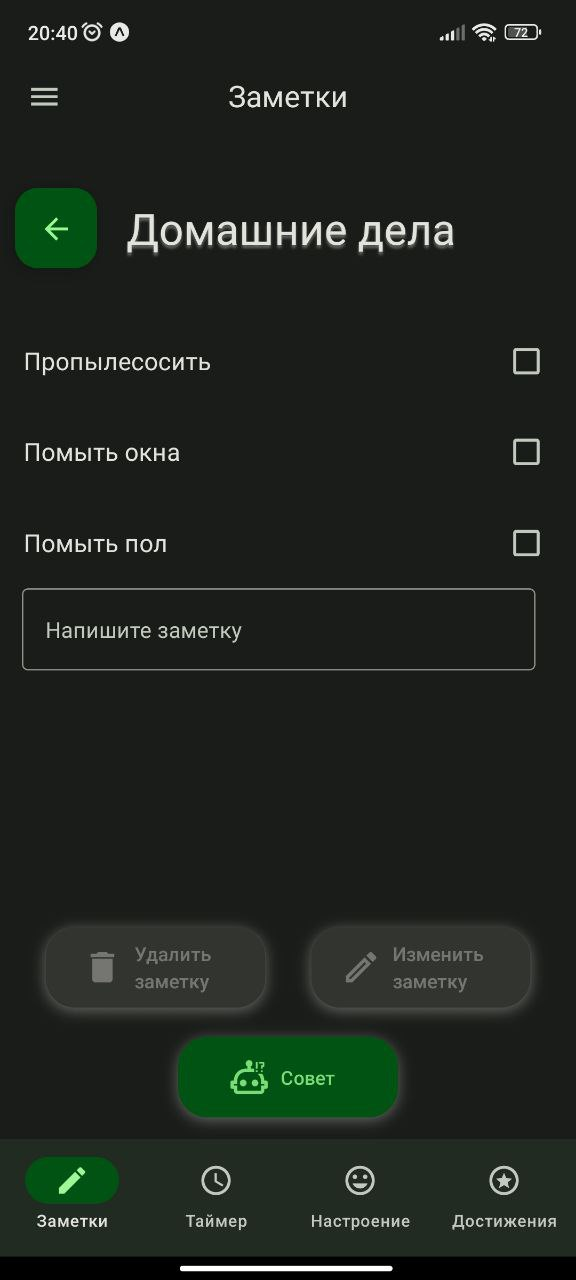 20:40
72
Заметки
Домашние дела
Пропылесосить
Помыть окна
Помыть пол
Напишите заметку
Удалить
заметку
Изменить
заметку
!?
Совет
Заметки
Таймер
Настроение
Достижения